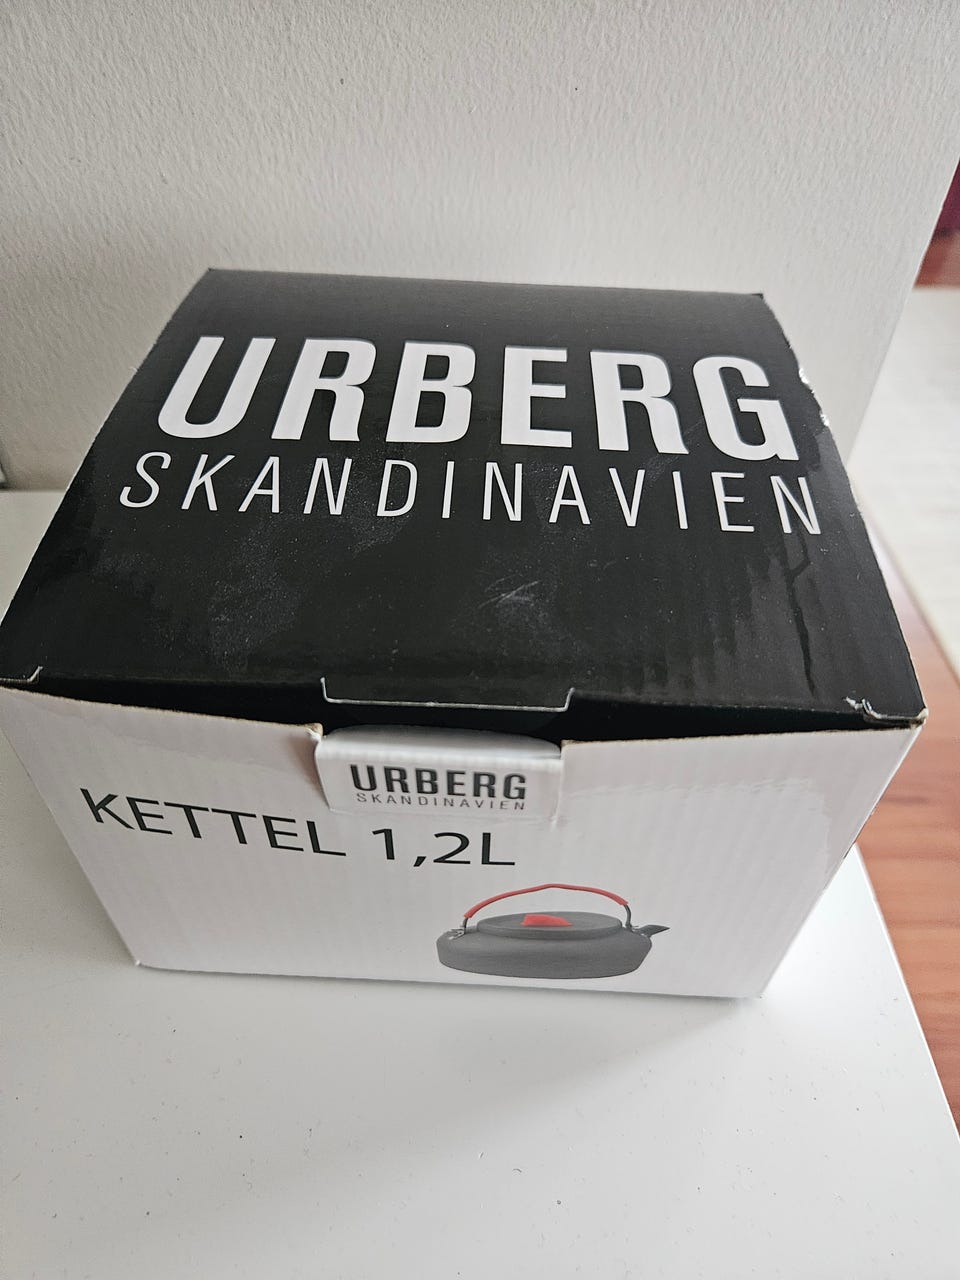 URBERG
SKANDINAVIEN
URBERG
SKANDINAVIEN
KETTEL 1,2L